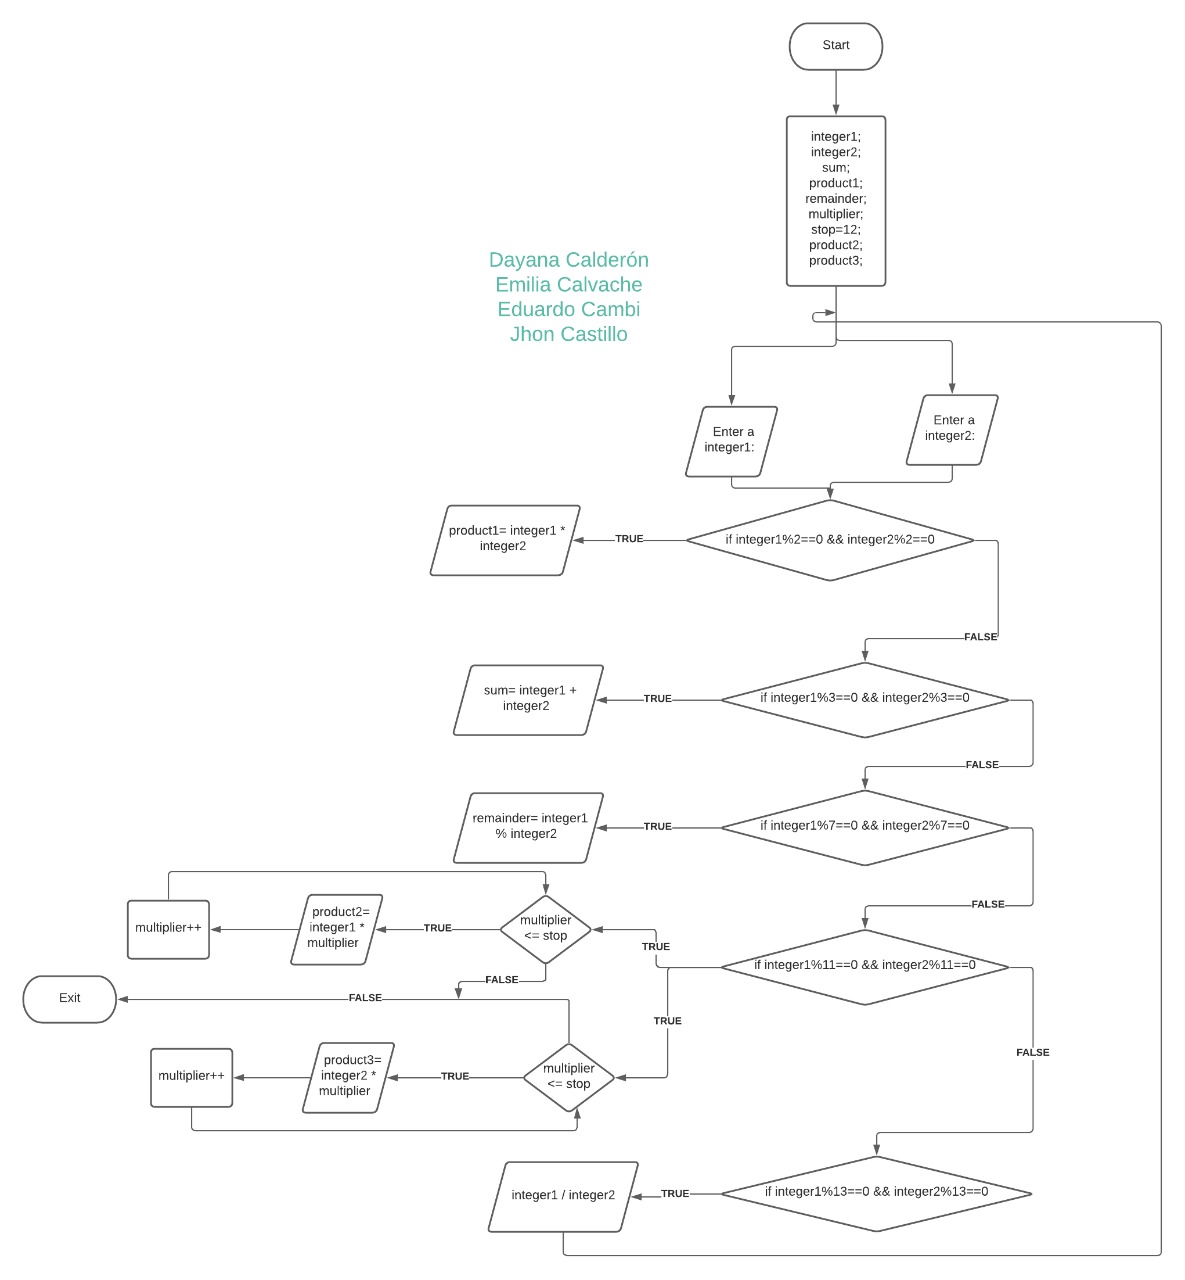 Start
integer1;
integer2;
sum;
product1;
remainder;
multiplier;
stop=12;
product2;
product3;
Dayana Calderón
Emilia Calvache
Eduardo Cambi
Jhon Castillo
Enter a
integer1:
Enter a
integer2:
product1= integer1 *
integer2
TRUE
if integer1%2==0 && integer2%2==0
FALSE
sum= integer1 +
integer2
TRUE
if integer1%3==0 && integer2%3==0
FALSE
remainder= integer1
% integer2
TRUE
if integer1%7==0 && integer2%7==0
FALSE
multiplier++
product2=
integer1 *
multiplier
TRUE
multiplier
<= stop
TRUE
if integer1%11==0 && integer2%11==0
FALSE
Exit
FALSE
TRUE
FALSE
multiplier++
product3=
integer2 *
multiplier
TRUE
multiplier
<= stop
integer1 / integer2
TRUE
if integer1%13==0 && integer2%13==0